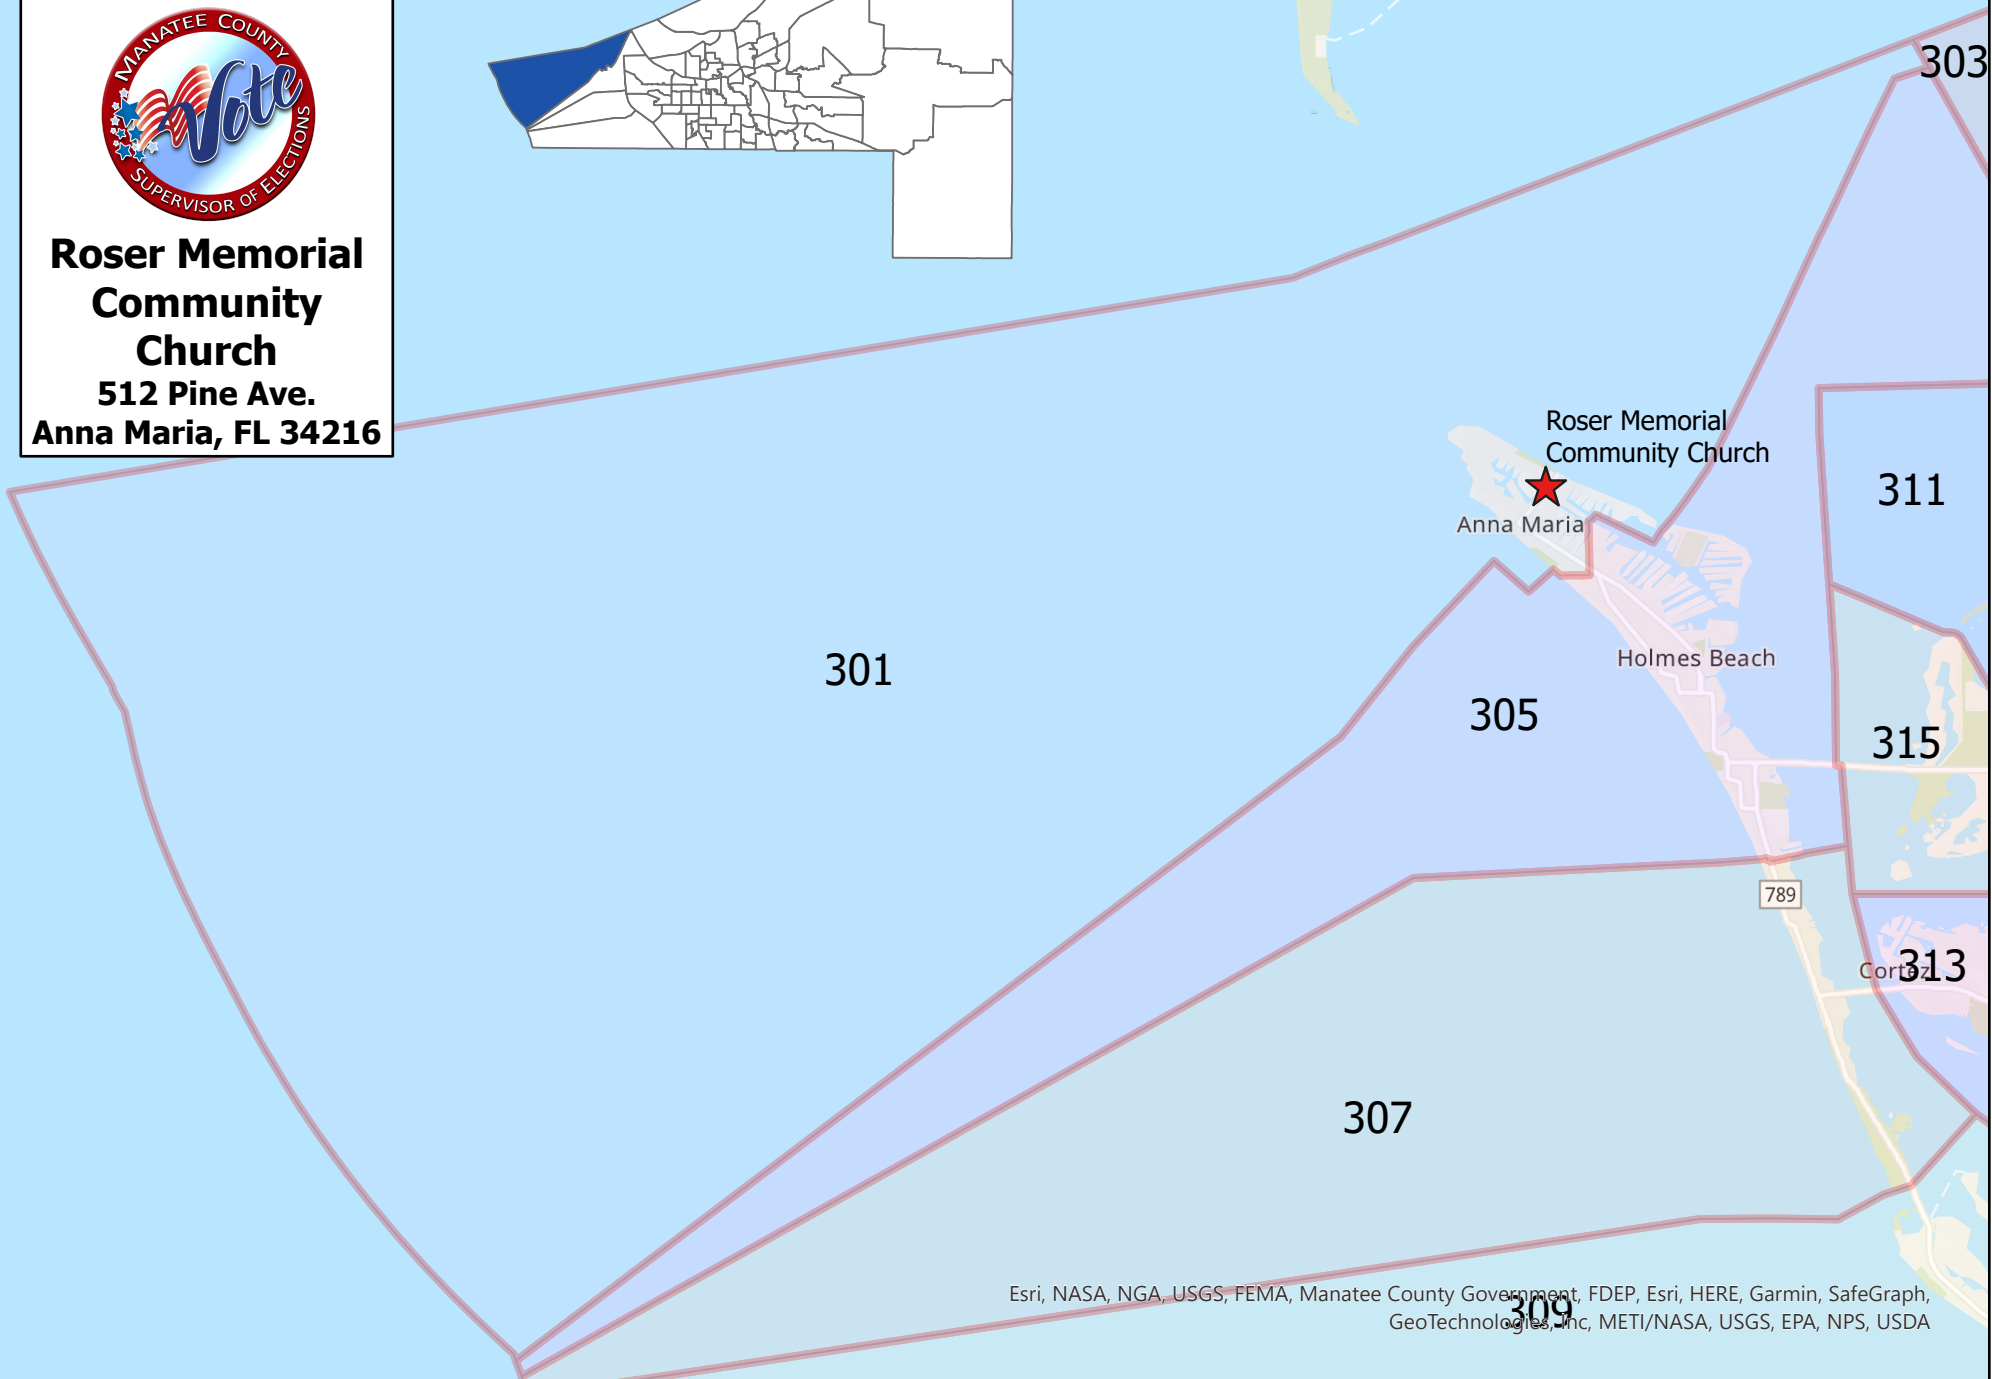 MANATEE COUNTY
Vote
SUPERVISOR OF ELECTIONS
Roser Memorial
Community
Church
512 Pine Ave.
Anna Maria, FL 34216
303
Roser Memorial
Community Church
311
Anna Maria
301
Holmes Beach
305
315
789
Cortez
313
307
309
Esri, NASA, NGA, USGS, FEMA, Manatee County Government, FDEP, Esri, HERE, Garmin, SafeGraph,
GeoTechnologies, Inc, METI/NASA, USGS, EPA, NPS, USDA